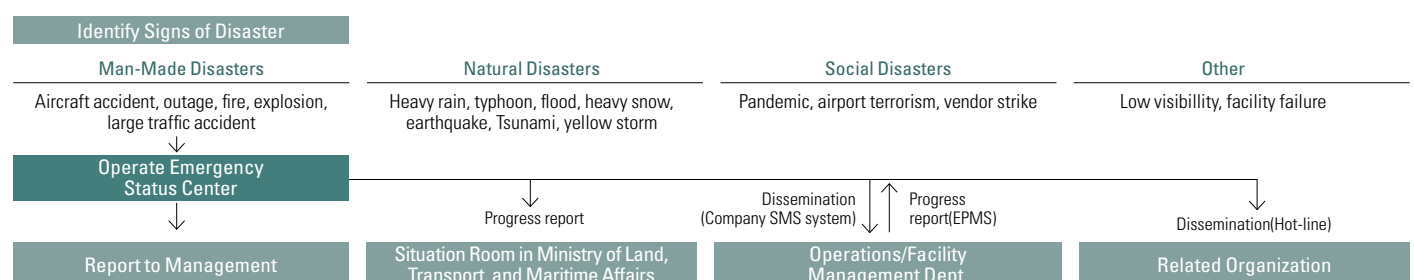 Identify Signs of Disaster
Man-Made Disasters
Aircraft accident, outage, fire, explosion,
large traffic accident
Natural Disasters
Heavy rain, typhoon, flood, heavy snow,
earthquake, Tsunami, yellow storm
Social Disasters
Pandemic, airport terrorism, vendor strike
Other
Low visibillity, facility failure
Operate Emergency
Status Center
Progress report
Dissemination
(Company SMS system)
Progress
report(EPMS)
Dissemination(Hot-line)
Report to Management
Situation Room in Ministry of Land,
Transport, and Maritime Affairs
Operations/Facility
Management Dept
Related Organization